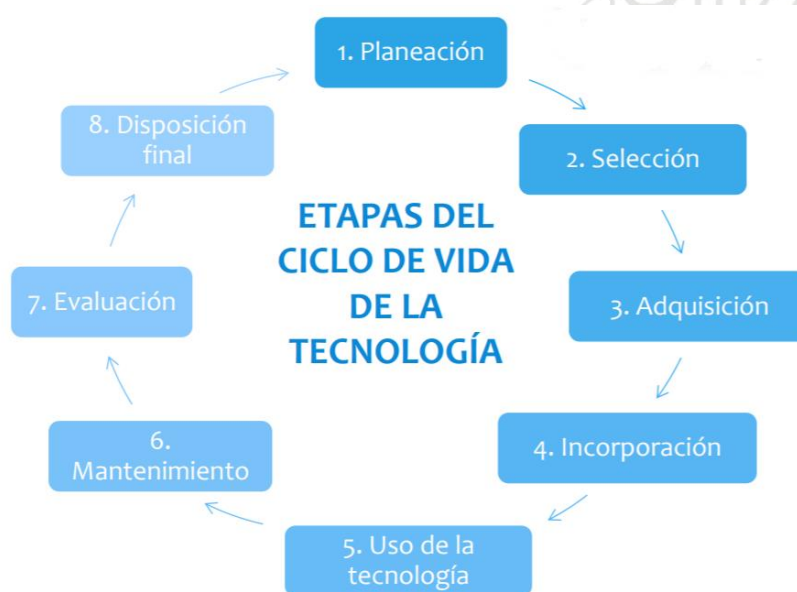 1. Planeación
2. Selección
3. Adquisición
4. Incorporación
5. Uso de la
tecnología
6.
Mantenimiento
7. Evaluación
8. Disposición
final
ETAPAS DEL
CICLO DE VIDA
DE LA
TECNOLOGÍA